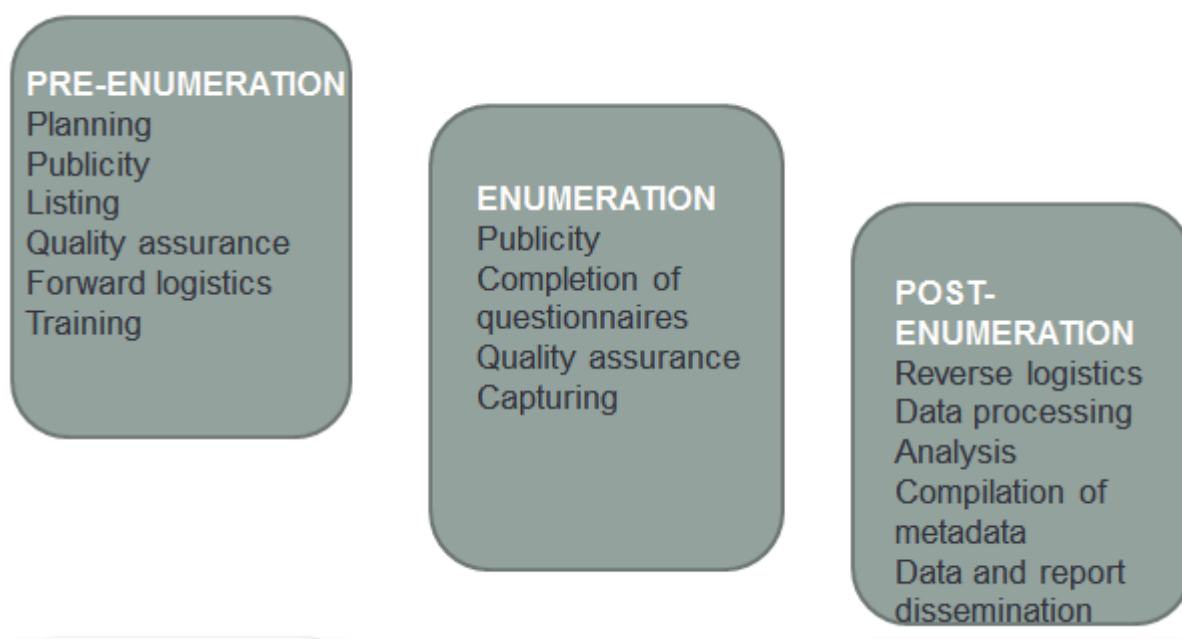 PRE-ENUMERATION
Planning
Publicity
Listing
Quality assurance
Forward logistics
Training
ENUMERATION
Publicity
Completion of
questionnaires
Quality assurance
Capturing
POST-
ENUMERATION
Reverse logistics
Data processing
Analysis
Compilation of
metadata
Data and report
dissemination